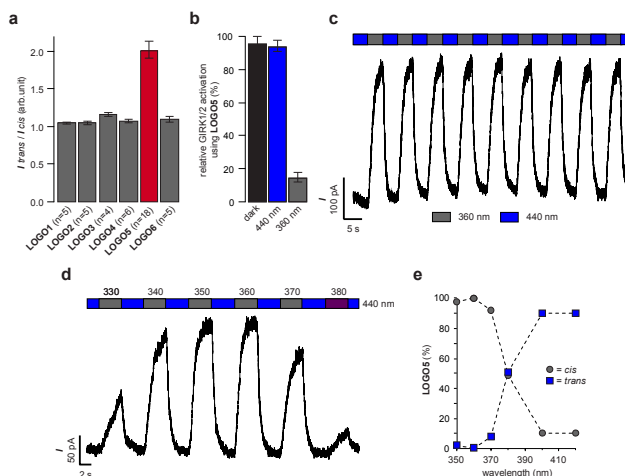 a
I trans / I cis (arb.unit)
2.0
1.5
1.0
0.5
0.0
LOGO1 (n=5)
LOGO2 (n=5)
LOGO3 (n=4)
LOGO4 (n=6)
LOGO5 (n=18)
LOGO6 (n=5)
b
relative GIRK1/2 activation
using LOGO5 (%)
100
80
60
40
20
0
dark
440 nm
360 nm
c
I
100 pA
5 s
360 nm
440 nm
d
330
340
350
360
370
380
440 nm
I
50 pA
2 s
e
LOGO5 (%)
100
80
60
40
20
0
= cis
= trans
350
370
390
410
wavelength (nm)